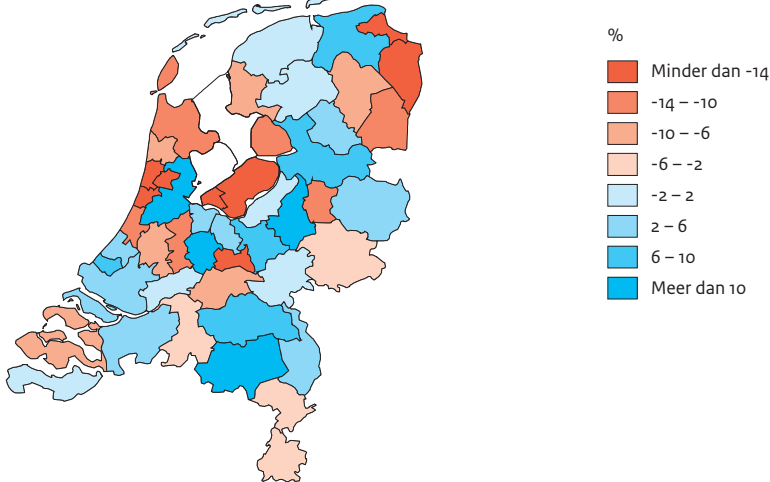 %
Minder dan -14
-14 – -10
-10 – -6
-6 – -2
-2 – 2
2 – 6
6 – 10
Meer dan 10